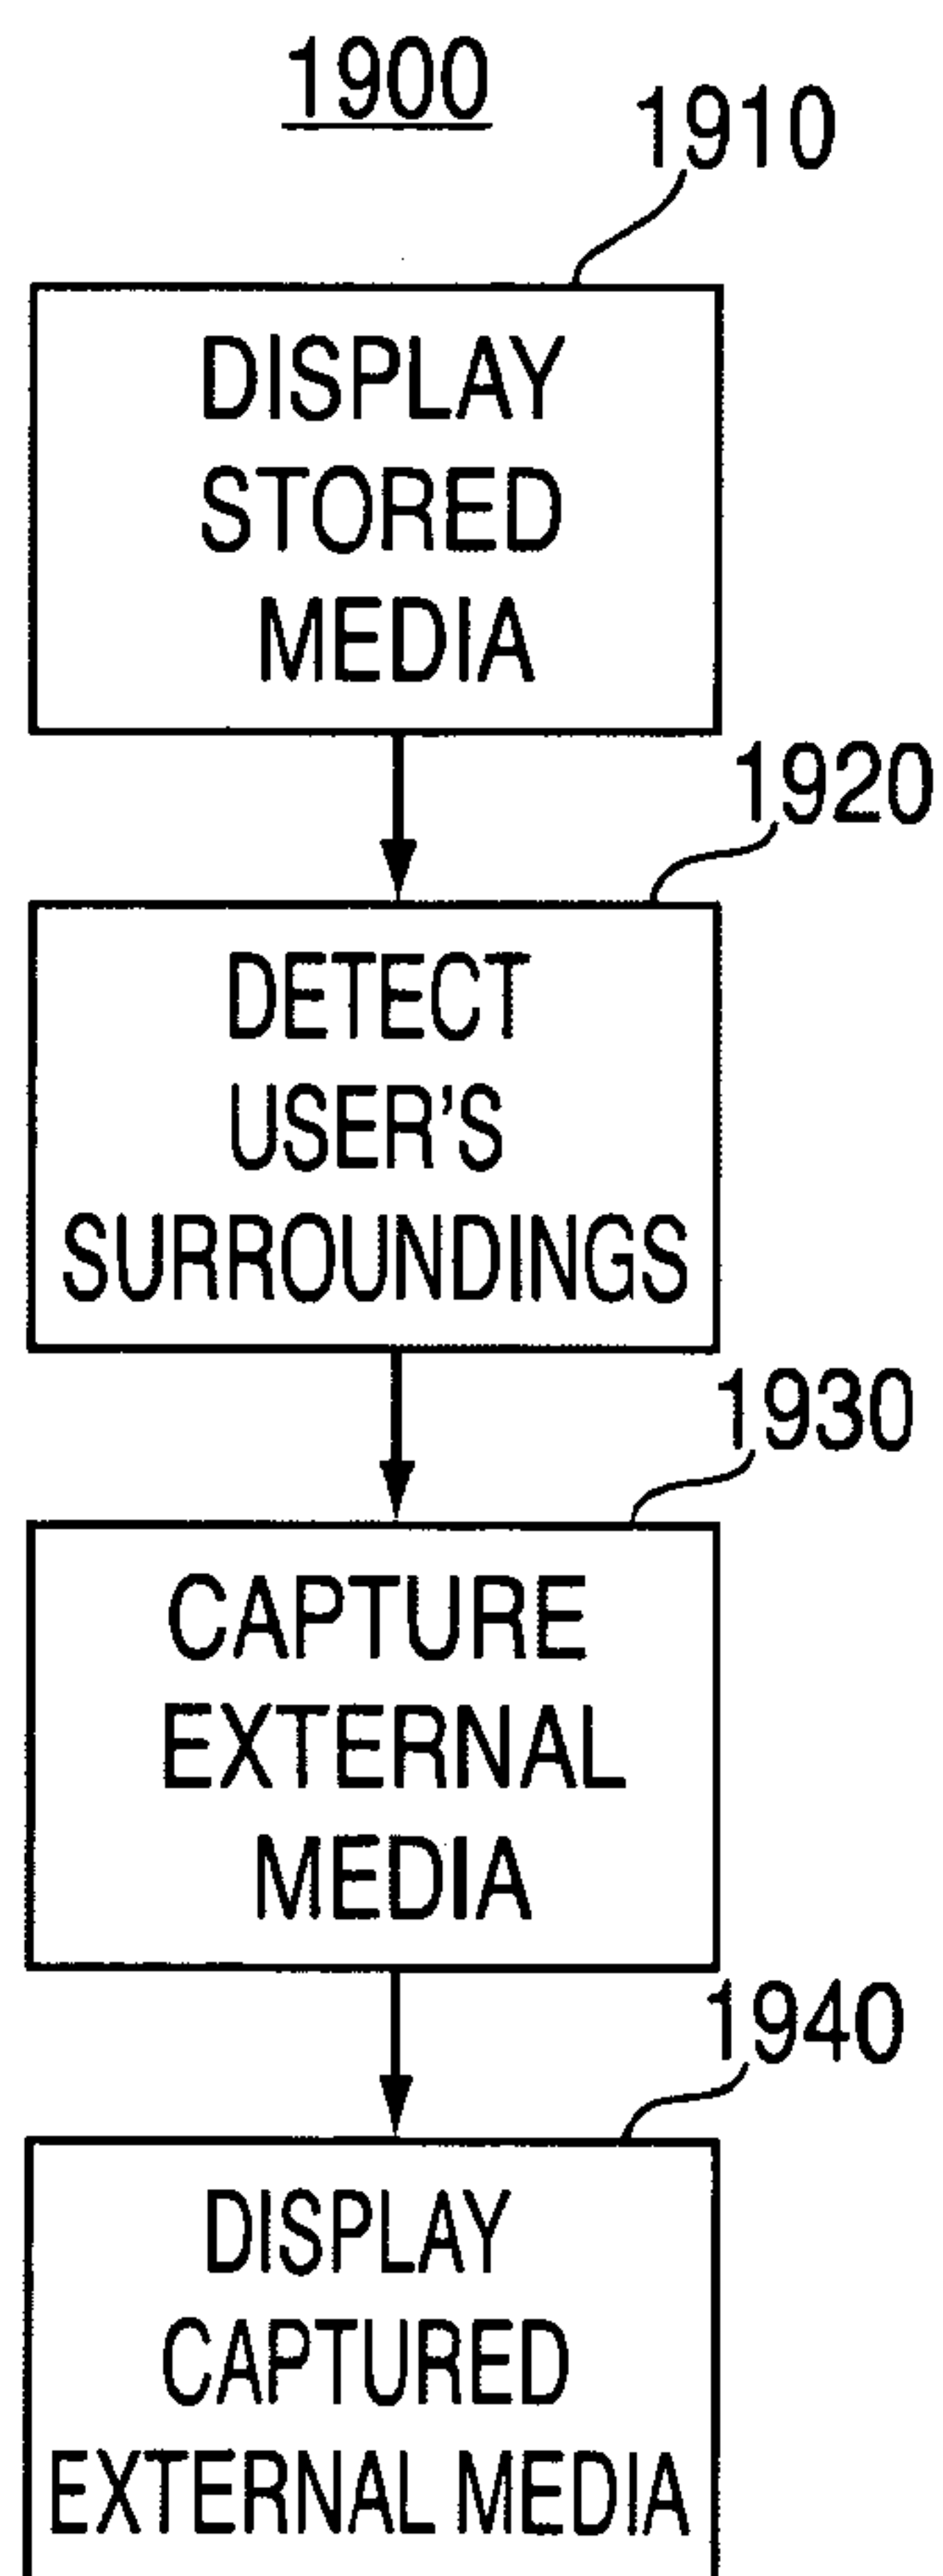 1900
1910
DISPLAY
STORED
MEDIA
1920
DETECT
USER'S
SURROUNDINGS
1930
CAPTURE
EXTERNAL
MEDIA
1940
DISPLAY
CAPTURED
EXTERNAL MEDIA